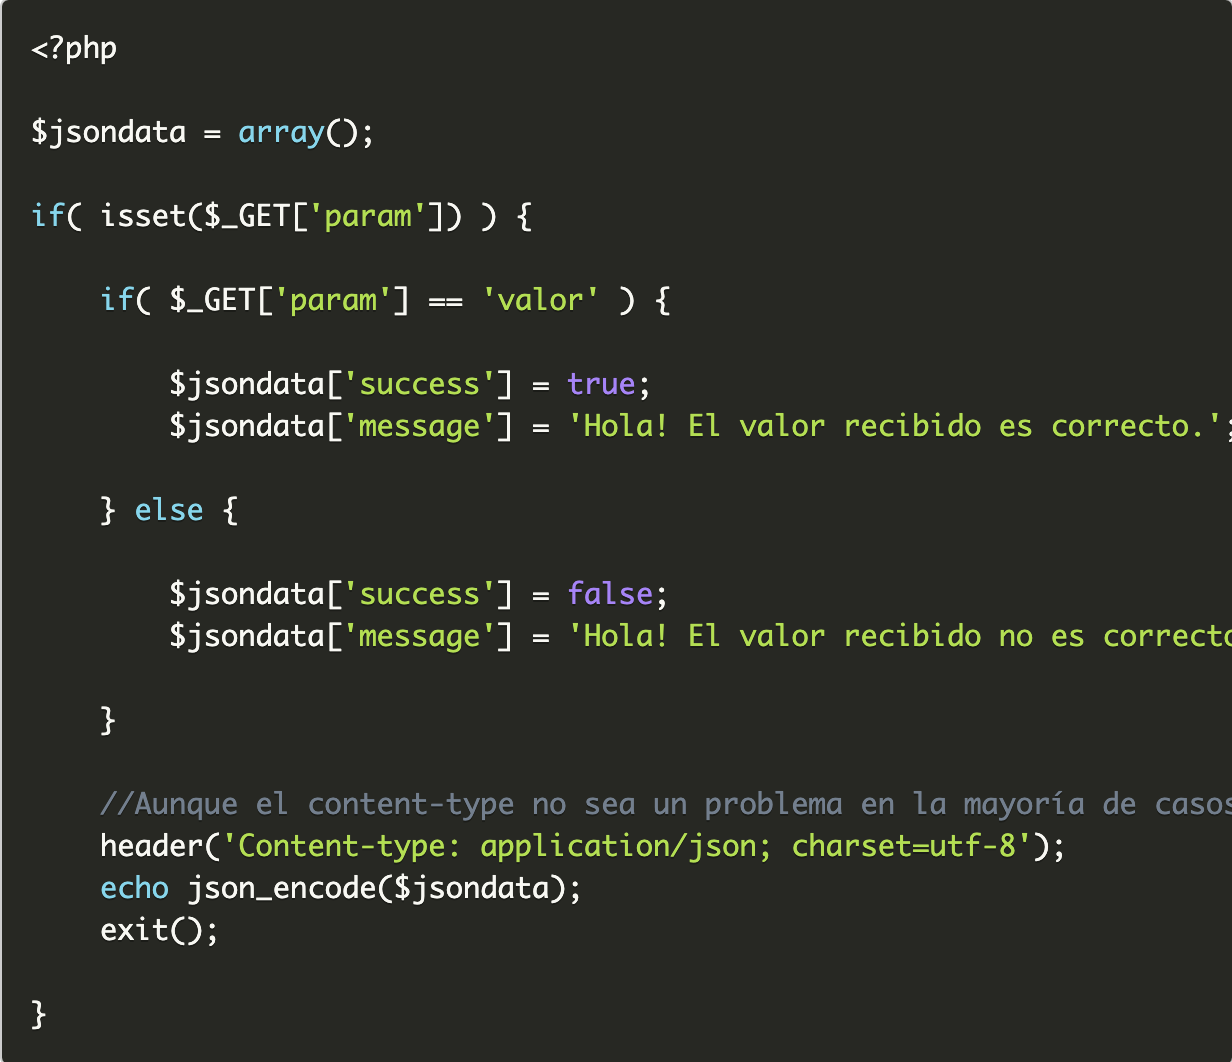 <?php
$jsondata = array();
if( isset($_GET['param']) ) {
if( $_GET['param'] == 'valor' ) {
$jsondata['success'] = true;
$jsondata['message'] = 'Hola! El valor recibido es correcto.';
} else {
$jsondata['success'] = false;
$jsondata['message'] = 'Hola! El valor recibido no es correcto
}
//Aunque el content-type no sea un problema en la mayoría de casos
header('Content-type: application/json; charset=utf-8');
echo json_encode($jsondata);
exit();
}